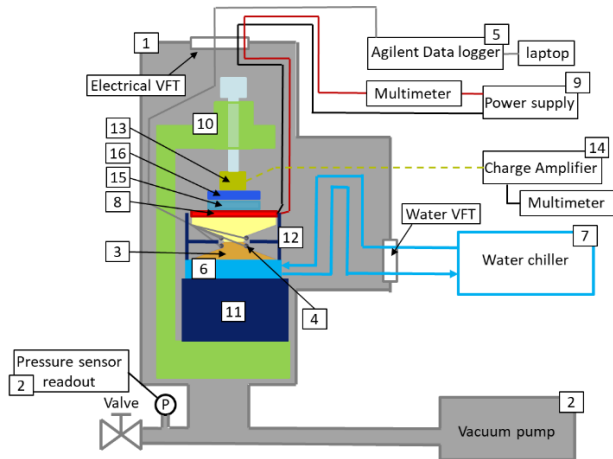 1
5
Agilent Data logger
laptop
Electrical VFT
Multimeter
9
Power supply
10
13
14
16
Charge Amplifier
15
Multimeter
8
Water VFT
12
7
3
Water chiller
6
4
11
Pressure sensor
2 readout
Valve
P
2
Vacuum pump